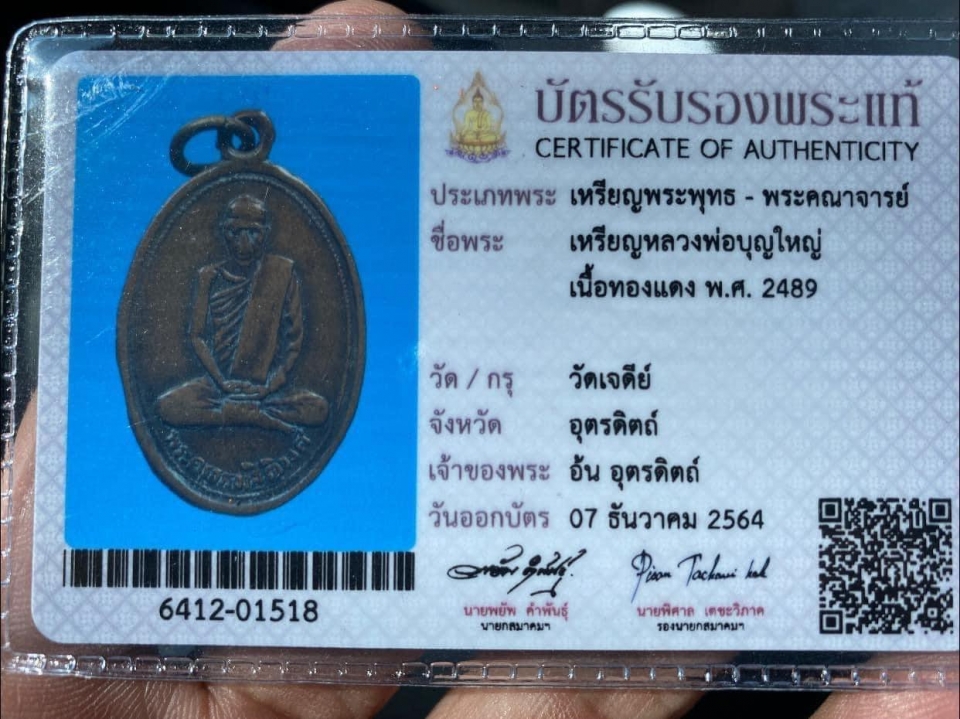 บัตรรับรองพระแท้
CERTIFICATE OF AUTHENTICITY
ประเภทพระ เหรียญพระพุทธ - พระคณาจารย์
ชื่อพระ เหรียญหลวงพ่อบุญใหญ่
เนื้อทองแดง พ.ศ. 2489
วัด / กรุ วัดเจดีย์
จังหวัด อุตรดิตถ์
เจ้าของพระ อ้น อุตรดิตถ์
วันออกบัตร 07 ธันวาคม 2564
นายพยัพ คำพันธุ์
นายกสมาคมฯ
นายพิศาล เตชะวิภาค
รองนายกสมาคมฯ
6412-01518